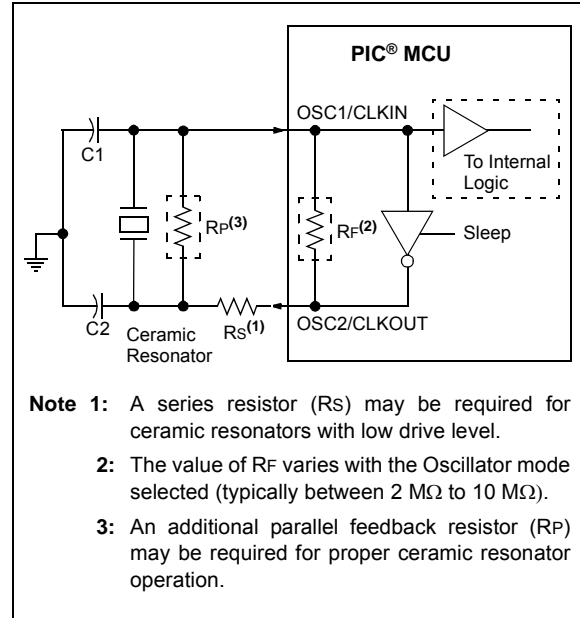 PIC® MCU
OSC1/CLKIN
C1
To Internal
Logic
RP(3)
RF(2)
Sleep
C2
Ceramic
Resonator
RS(1)
OSC2/CLKOUT
Note 1: A series resistor (RS) may be required for
ceramic resonators with low drive level.
2: The value of RF varies with the Oscillator mode
selected (typically between 2 MΩ to 10 MΩ).
3: An additional parallel feedback resistor (RP)
may be required for proper ceramic resonator
operation.